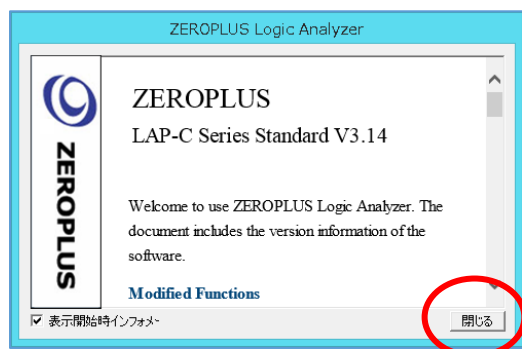 ZEROPLUS Logic Analyzer
ZEROPLUS
ZEROPLUS
LAP-C Series Standard V3.14
Welcome to use ZEROPLUS Logic Analyzer. The
document includes the version information of the
software.
Modified Functions
表示開始時インフォメｰ
閉じる